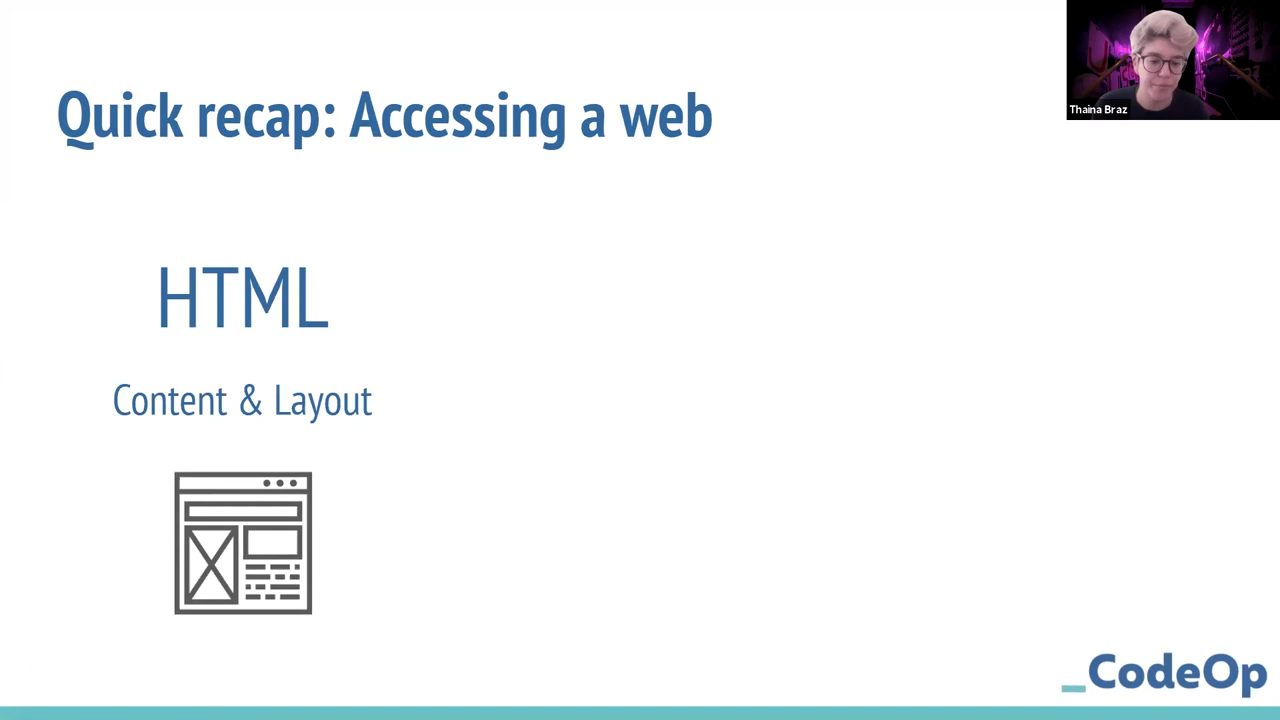 Quick recap: Accessing a web
Thaina Braz
HTML
Content & Layout
_CodeOp